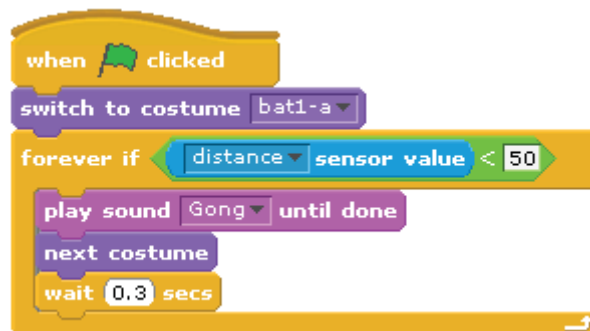 when clicked
switch to costume bat1-a
forever if distance sensor value < 50
play sound Gong until done
next costume
wait 0.3 secs